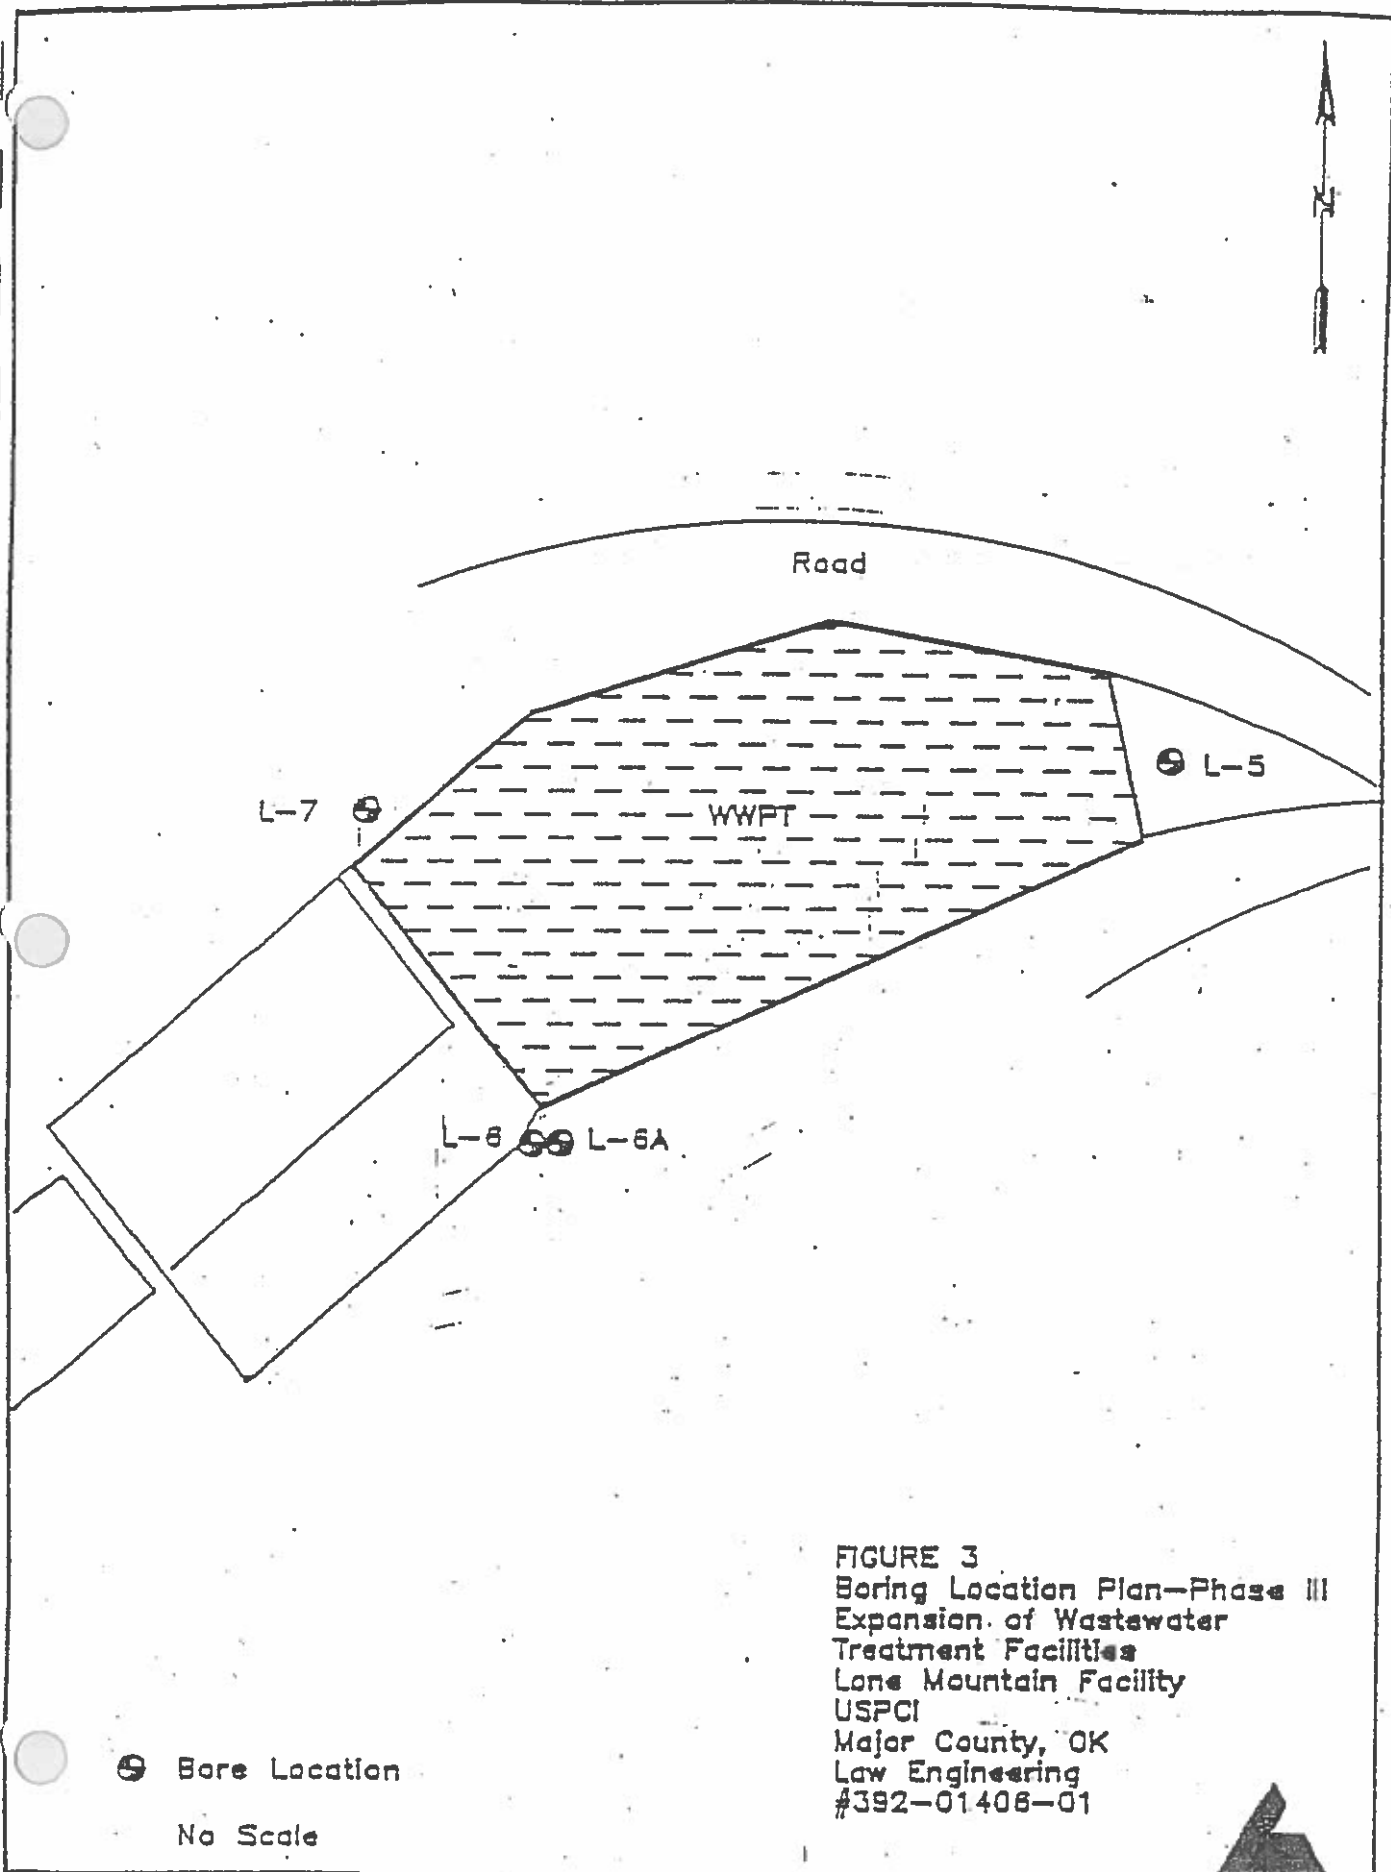 N
Road
WWPT
L-5
L-7
L-6
L-6A
FIGURE 3
Boring Location Plan-Phase III
Expansion of Wastewater
Treatment Facilities
Lone Mountain Facility
USPCI
Major County, OK
Law Engineering
#392-01406-01
Bore Location
No Scale